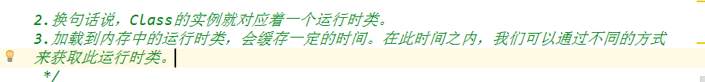 2.换句话说，Class的实例就对应着一个运行时类。
3.加载到内存中的运行时类，会缓存一定的时间。在此时间之内，我们可以通过不同的方式
来获取此运行时类。
*/